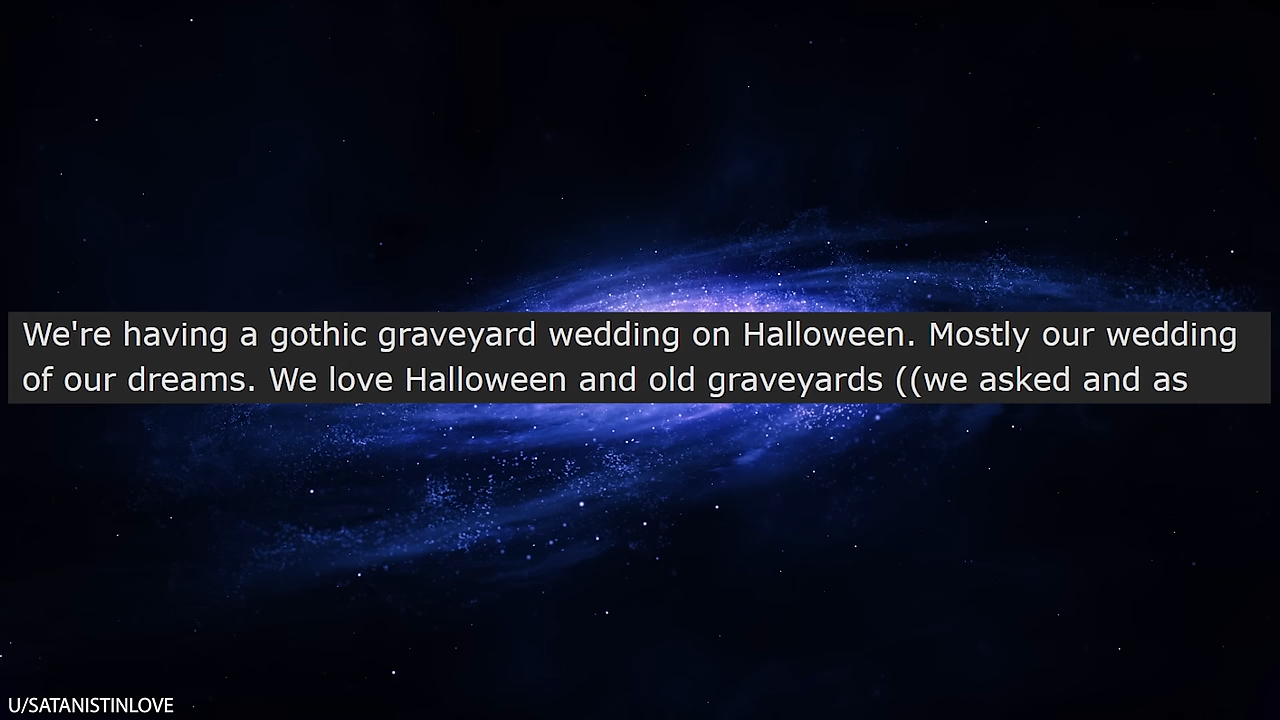 We're having a gothic graveyard wedding on Halloween. Mostly our wedding
of our dreams. We love Halloween and old graveyards ((we asked and as
U/SATANISTINLOVE